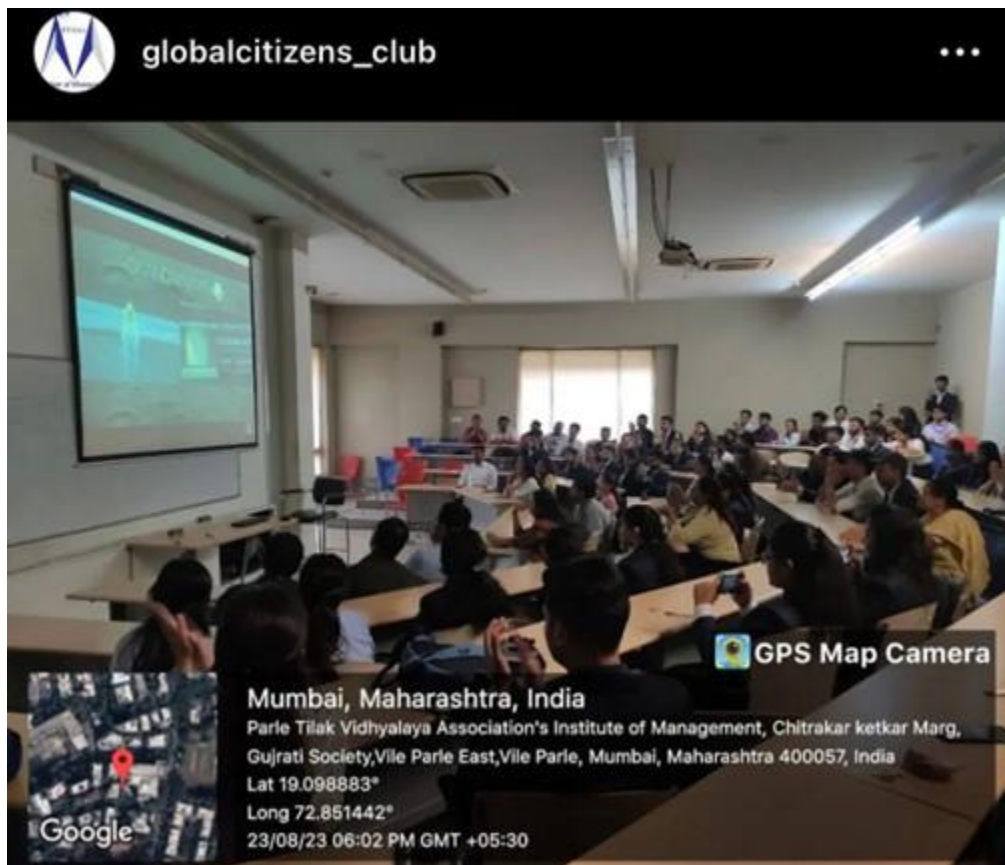 globalcitizens_club
GPS Map Camera
Mumbai, Maharashtra, India
Parle Tilak Vidhyalaya Association's Institute of Management, Chitrakar ketkar Marg,
Gujrati Society,Vile Parle East,Vile Parle, Mumbai, Maharashtra 400057, India
Lat 19.098883°
Long 72.851442°
23/08/23 06:02 PM GMT +05:30
Google